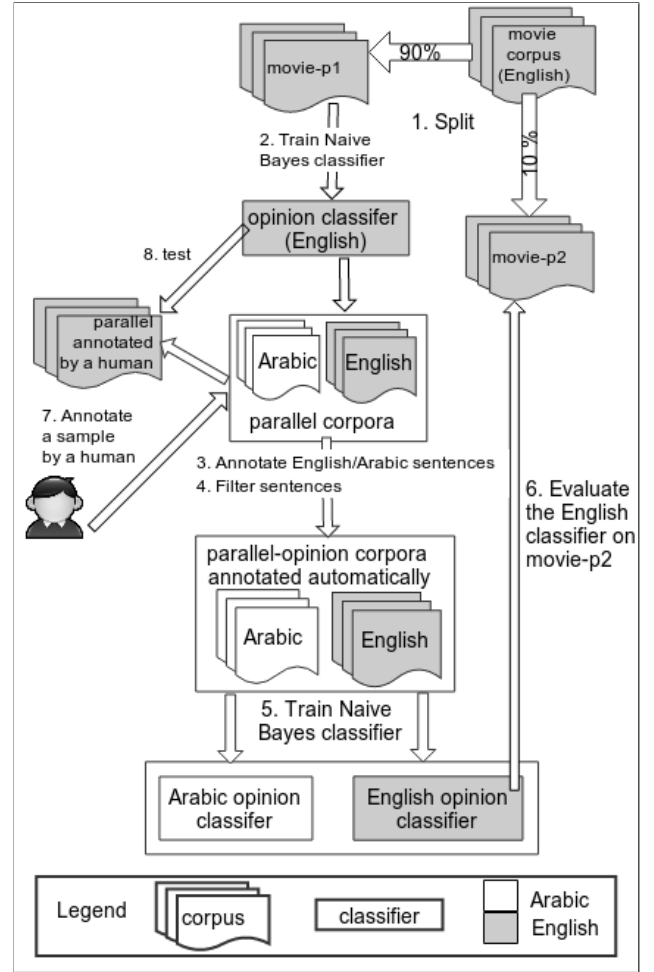 movie
corpus
(English)
90%
movie-p1
1. Split
10 %
2. Train Naive
Bayes classifier
opinion classifer
(English)
movie-p2
8. test
parallel
annotated
by a human
Arabic
English
parallel corpora
7. Annotate
a sample
by a human
3. Annotate English/Arabic sentences
4. Filter sentences
6. Evaluate
the English
classifier on
movie-p2
parallel-opinion corpora
annotated automatically
Arabic
English
5. Train Naive
Bayes classifier
Arabic opinion
classifer
English opinion
classifier
Legend
corpus
classifier
Arabic
English